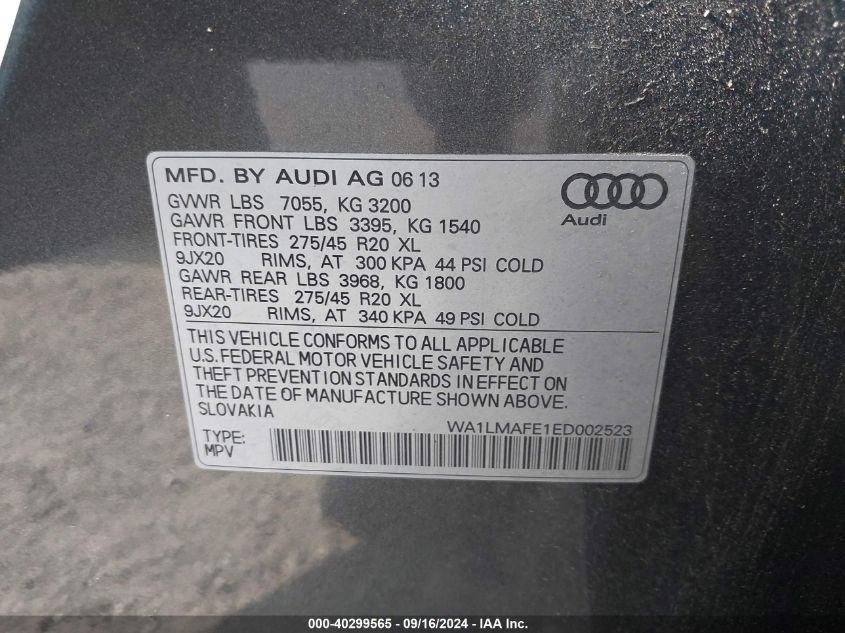 MFD. BY AUDI AG 06 13
Audi
GVWR LBS 7055, KG 3200
GAWR FRONT LBS 3395, KG 1540
FRONT-TIRES 275/45 R20 XL
9JX20 RIMS, AT 300 KPA 44 PSI COLD
GAWR REAR LBS 3968, KG 1800
REAR-TIRES 275/45 R20 XL
9JX20 RIMS, AT 340 KPA 49 PSI COLD
THIS VEHICLE CONFORMS TO ALL APPLICABLE
U.S. FEDERAL MOTOR VEHICLE SAFETY AND
THEFT PREVENTION STANDARDS IN EFFECT ON
THE DATE OF MANUFACTURE SHOWN ABOVE.
SLOVAKIA
WA1LMAFE1ED002523
TYPE:
MPV
000-40299565 - 09/16/2024 - IAA Inc.